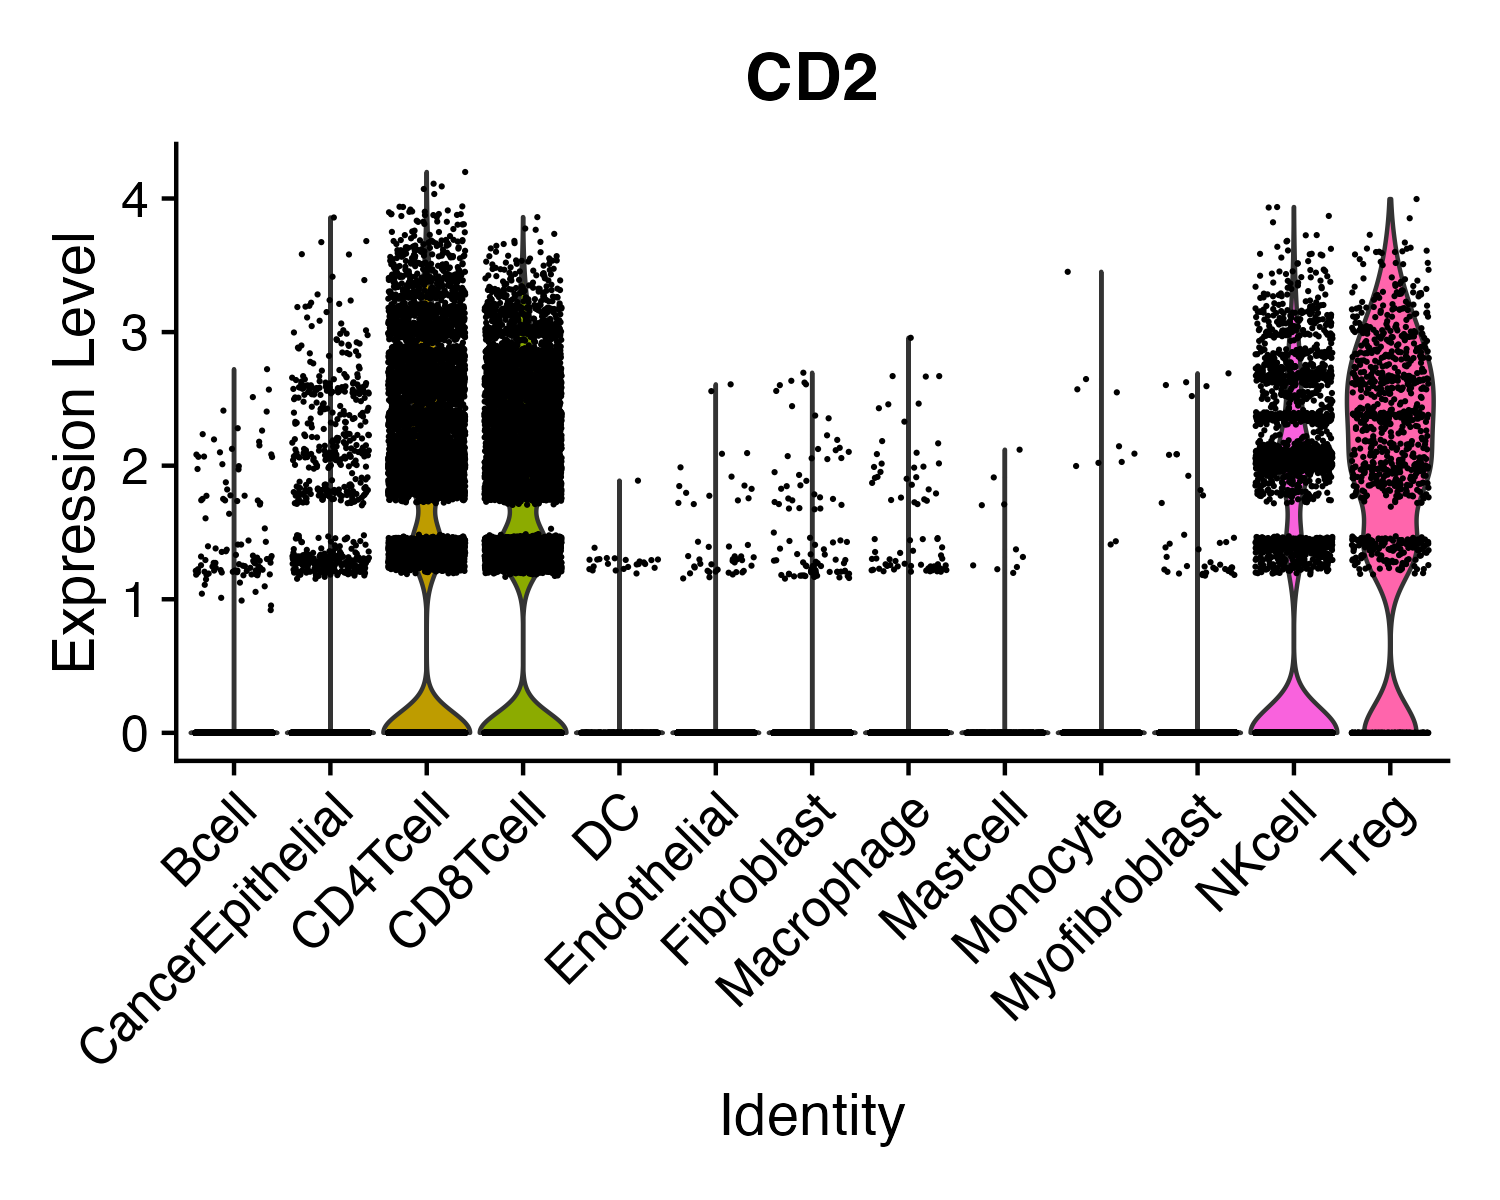 CD2
Expression Level
4
3
2
1
0
Bcell
CancerEpithelial
CD4Tcell
CD8Tcell
DC
Endothelial
Fibroblast
Macrophage
Mastcell
Monocyte
Myofibroblast
NKcell
Treg
Identity